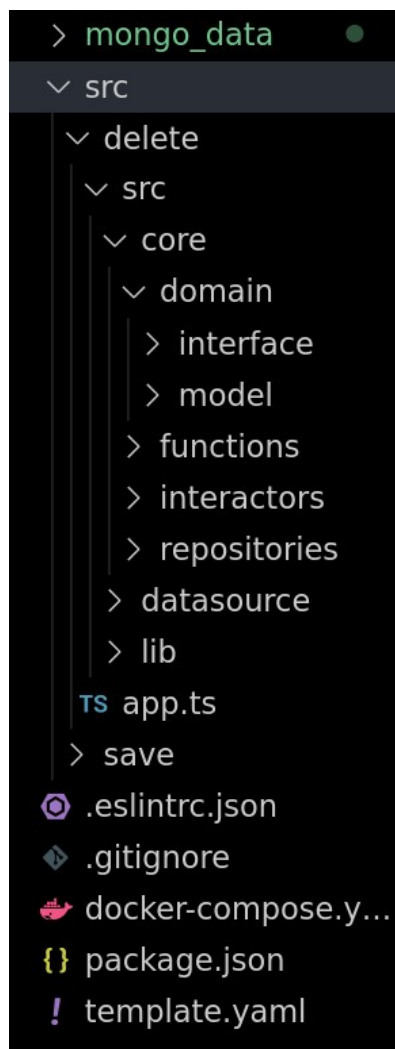 mongo_data
src
delete
src
core
domain
interface
model
functions
interactors
repositories
datasource
lib
TS app.ts
save
.eslintrc.json
.gitignore
docker-compose.y...
{} package.json
! template.yaml